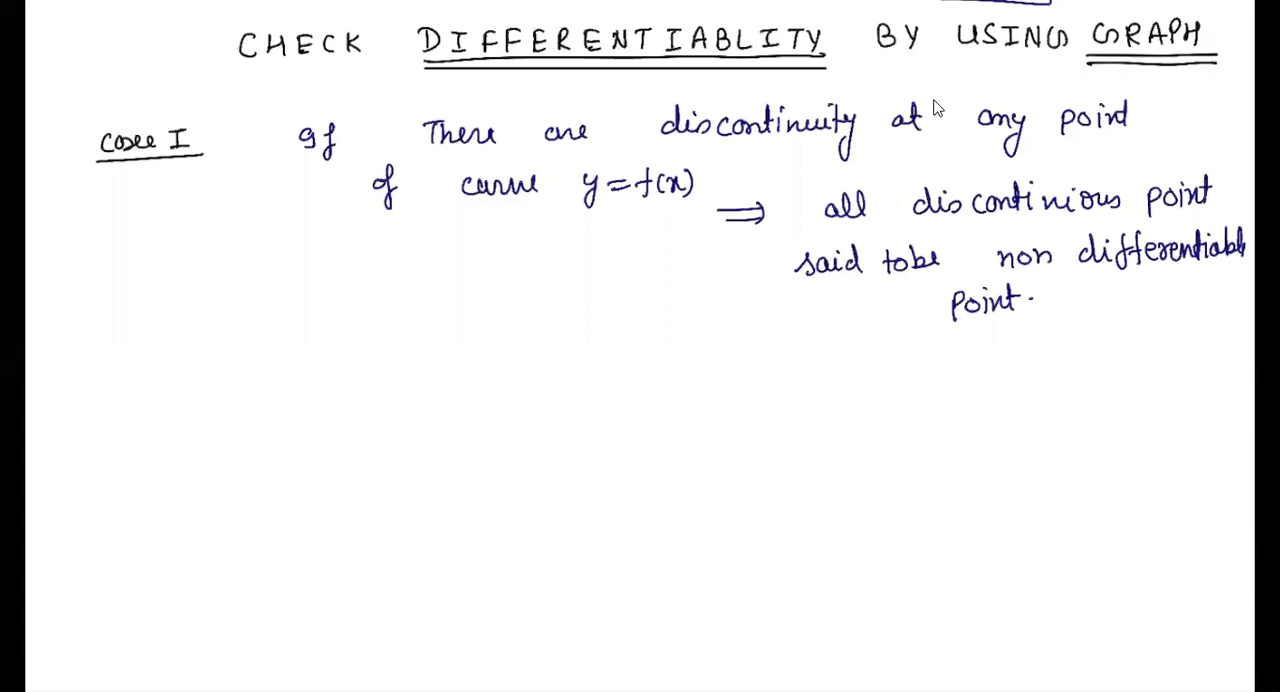 CHECK DIFFERENTIABLITY BY USING GRAPH
Case I If There are discontinuity at any point
of curve y=f(x) ⇒ all discontinious point
said tobe non differentiable
point.